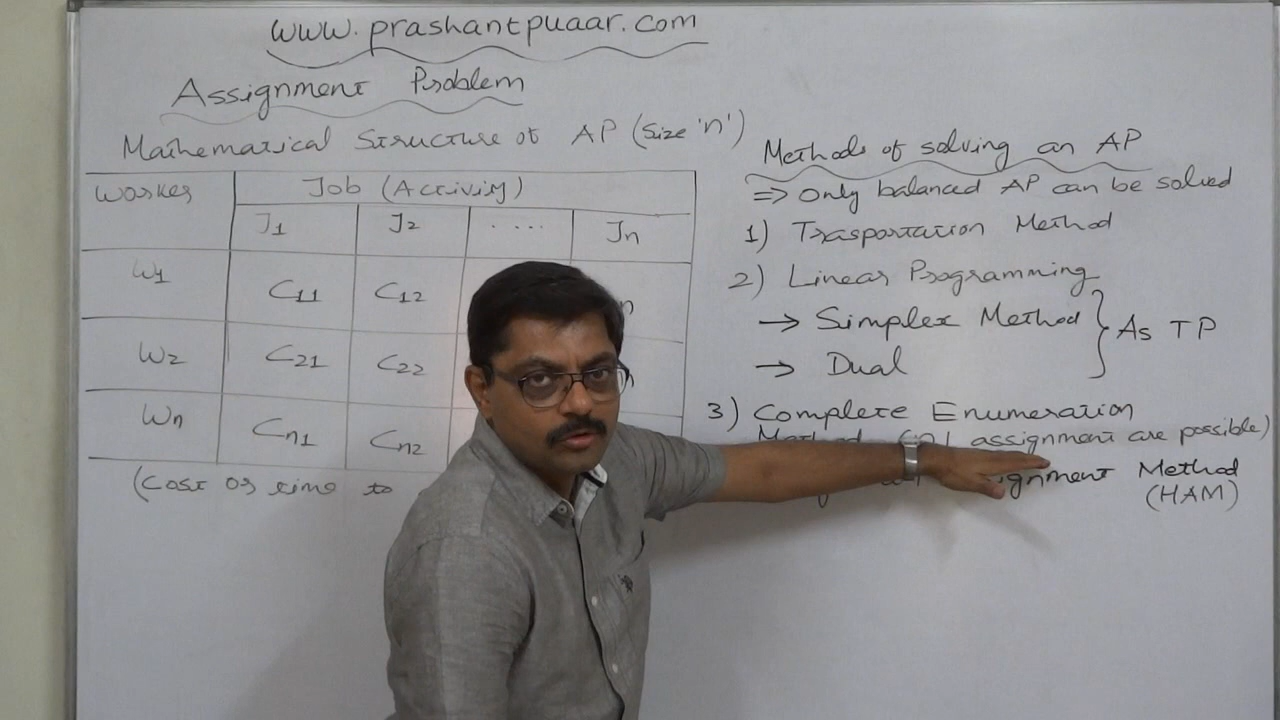 www.prashantpuaar.com
Assignment Problem
Mathematical Structure of AP (Size 'n')
Worker
Job (Activity)
J1 J2 ..... Jn
W1 C11 C12
W2 C21 C22
Wn Cn1 Cn2
(Cost or time to
Methods of solving an AP
⇒ Only balanced AP can be solved
1) Trasportation Method
2) Linear Programming
→ Simplex Method
→ Dual
} As TP
3) Complete Enumeration
Method (n! assignment are possible)
Method
(HAM)